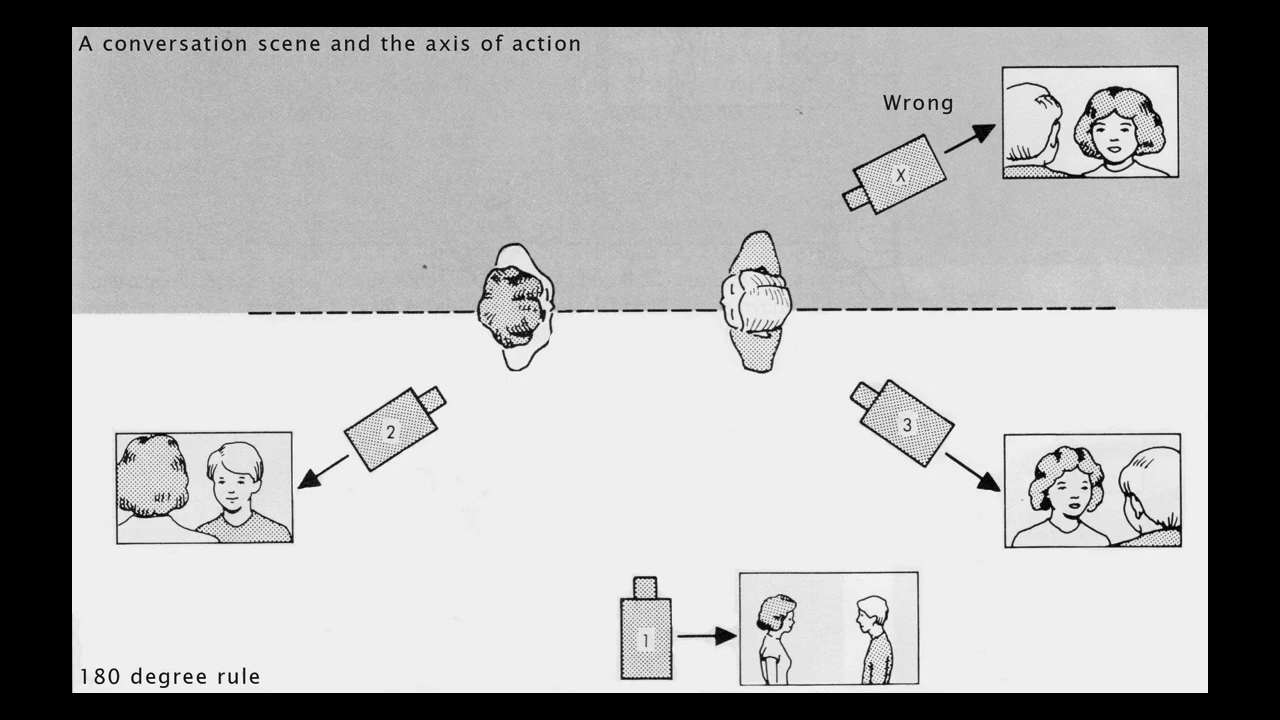 A conversation scene and the axis of action
Wrong
X
2
3
1
180 degree rule